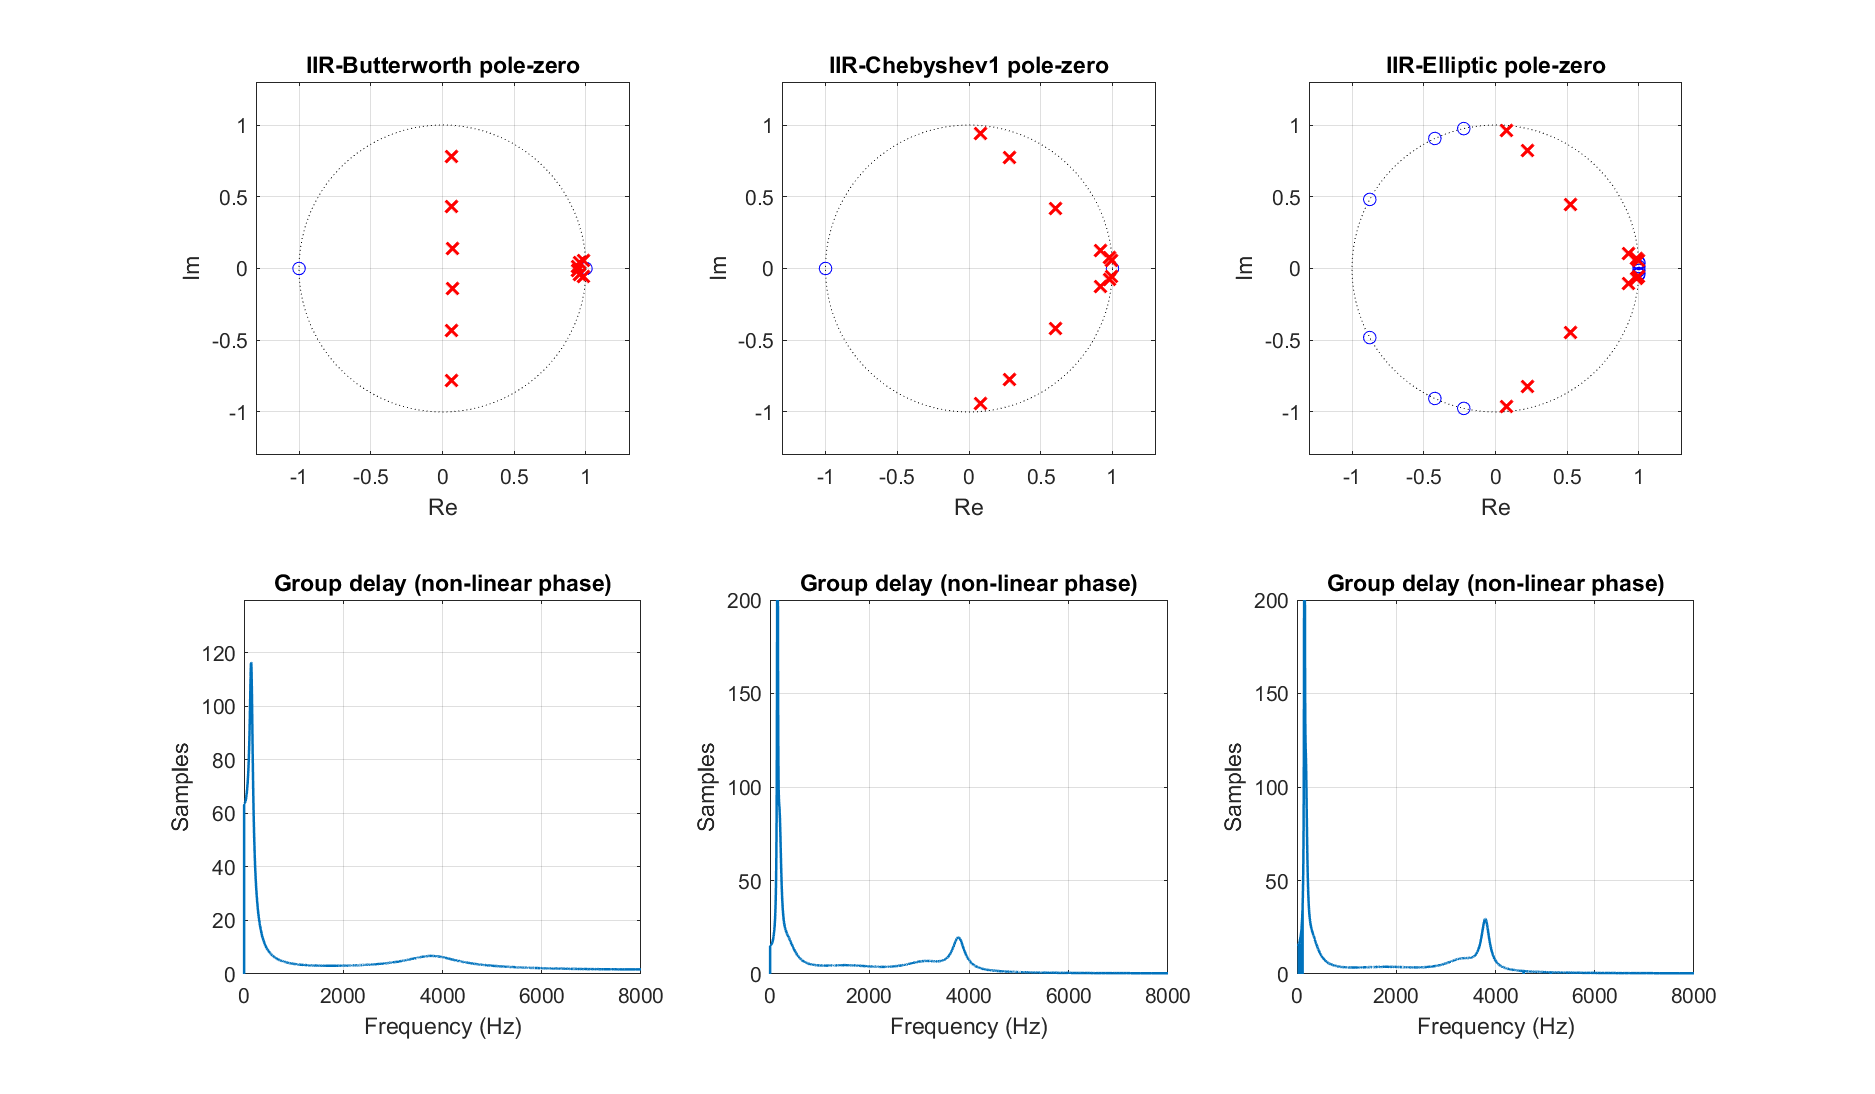 IIR-Butterworth pole-zero
1
0.5
0
-0.5
-1
Im
-1 -0.5 0 0.5 1
Re
IIR-Chebyshev1 pole-zero
1
0.5
0
-0.5
-1
Im
-1 -0.5 0 0.5 1
Re
IIR-Elliptic pole-zero
1
0.5
0
-0.5
-1
Im
-1 -0.5 0 0.5 1
Re
Group delay (non-linear phase)
120
100
80
60
40
20
0
Samples
0 2000 4000 6000 8000
Frequency (Hz)
Group delay (non-linear phase)
200
150
100
50
0
Samples
0 2000 4000 6000 8000
Frequency (Hz)
Group delay (non-linear phase)
200
150
100
50
0
Samples
0 2000 4000 6000 8000
Frequency (Hz)